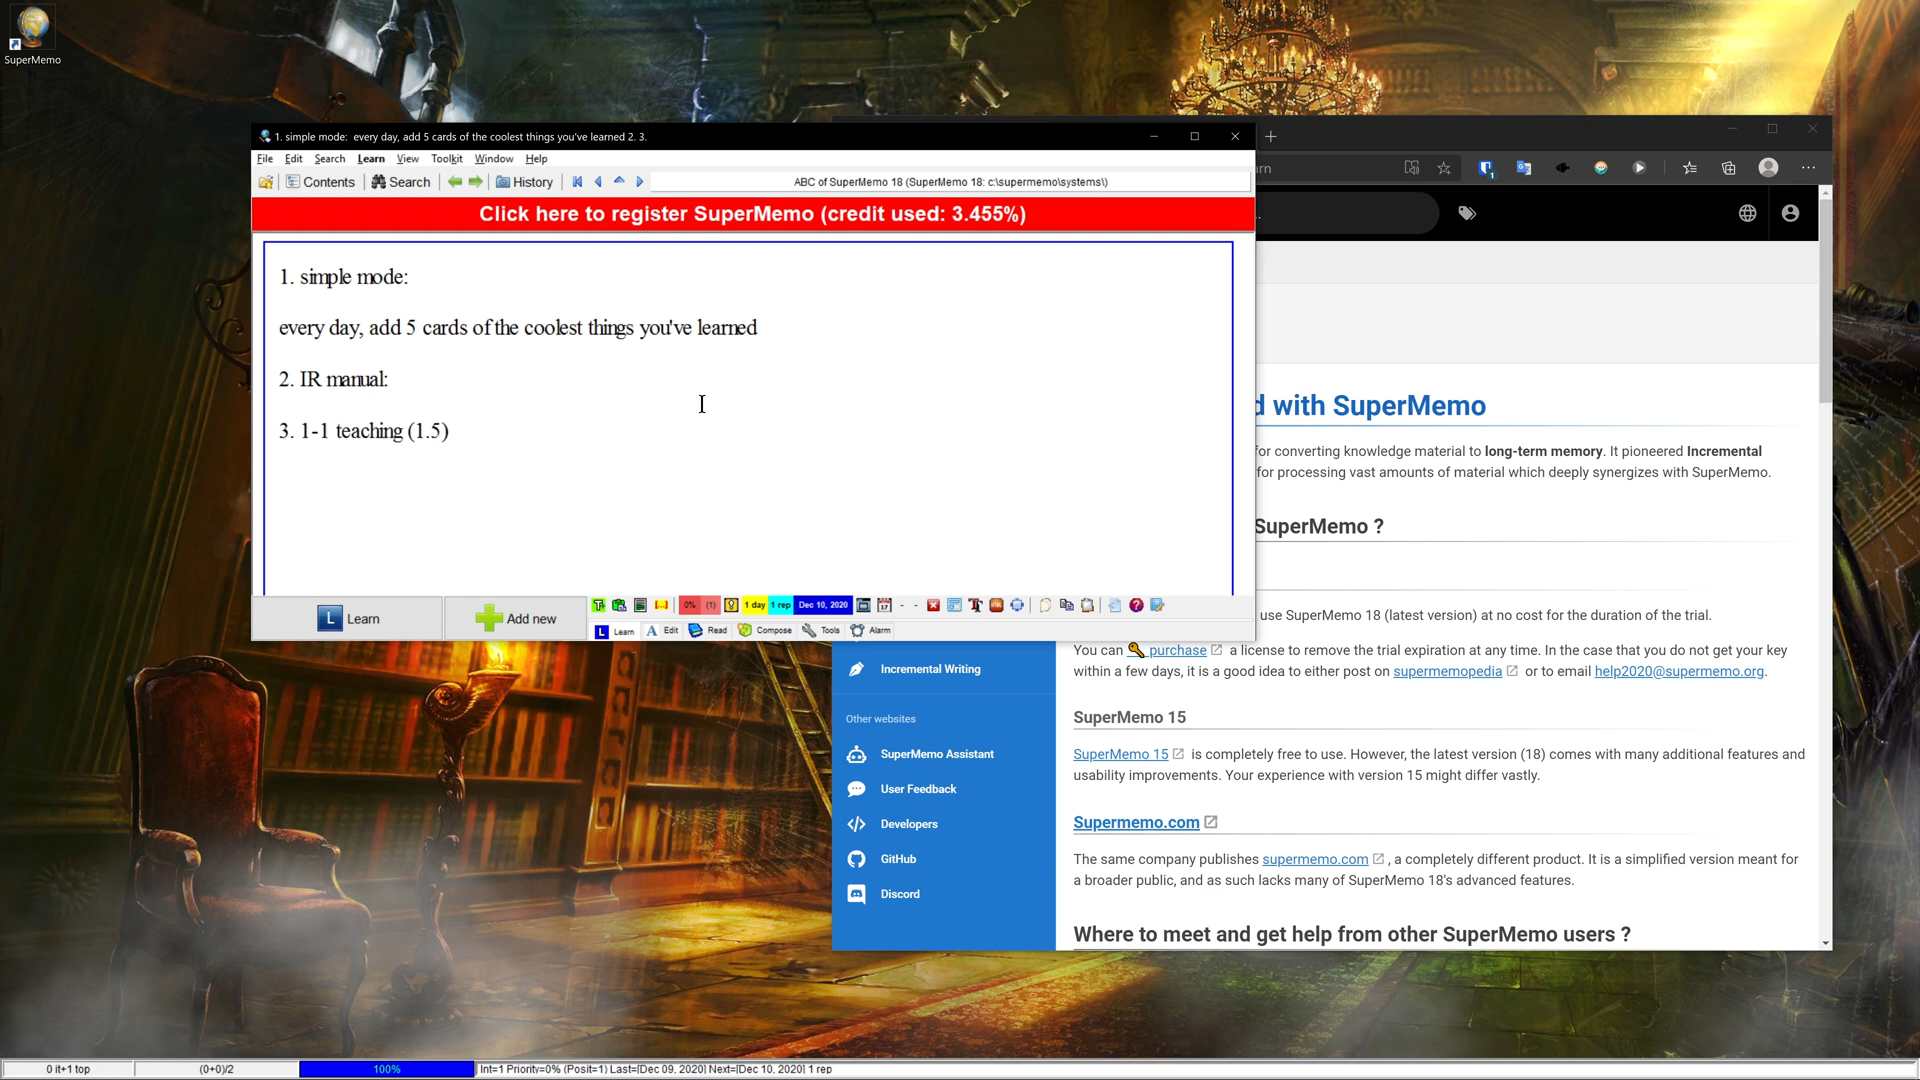 SuperMemo
1. simple mode:  every day, add 5 cards of the coolest things you've learned 2. 3.
File Edit Search Learn View Toolkit Window Help
Contents Search History ABC of SuperMemo 18 (SuperMemo 18: c:\supermemo\systems\)
Click here to register SuperMemo (credit used: 3.455%)
1. simple mode:
every day, add 5 cards of the coolest things you've learned
2. IR manual:
3. 1-1 teaching (1.5)
Learn Add new
0% (1) 1 day 1 rep Dec 10, 2020
Learn Edit Read Compose Tools Alarm
rn
1
d with SuperMemo
for converting knowledge material to long-term memory. It pioneered Incremental
for processing vast amounts of material which deeply synergizes with SuperMemo.
SuperMemo ?
use SuperMemo 18 (latest version) at no cost for the duration of the trial.
You can purchase a license to remove the trial expiration at any time. In the case that you do not get your key
within a few days, it is a good idea to either post on supermemopedia or to email help2020@supermemo.org.
SuperMemo 15
SuperMemo 15 is completely free to use. However, the latest version (18) comes with many additional features and
usability improvements. Your experience with version 15 might differ vastly.
Supermemo.com
The same company publishes supermemo.com , a completely different product. It is a simplified version meant for
a broader public, and as such lacks many of SuperMemo 18's advanced features.
Where to meet and get help from other SuperMemo users ?
Incremental Writing
Other websites
SuperMemo Assistant
User Feedback
Developers
GitHub
Discord
0 it+1 top (0+0)/2 100% Int=1 Priority=0% (Posit=1) Last=[Dec 09, 2020] Next=[Dec 10, 2020] 1 rep